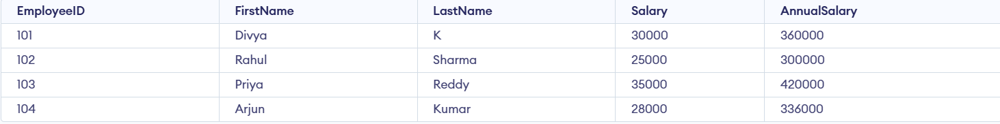 EmployeeID FirstName LastName Salary AnnualSalary
101 Divya K 30000 360000
102 Rahul Sharma 25000 300000
103 Priya Reddy 35000 420000
104 Arjun Kumar 28000 336000